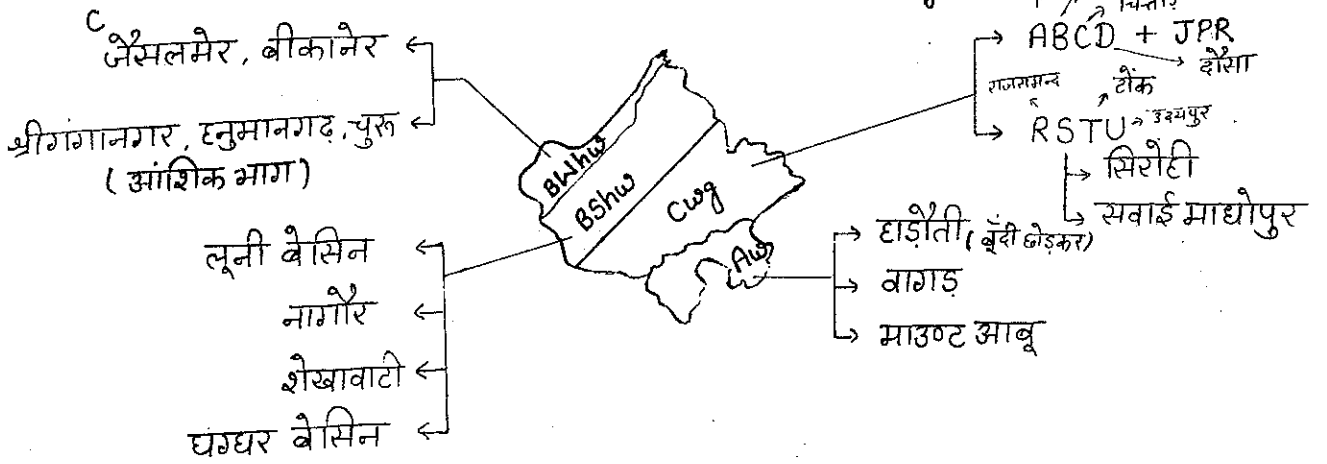 C
जैसलमेर, बीकानेर
श्रीगंगानगर, हनुमानगढ़, चुरू
(आंशिक भाग)
लूनी बेसिन
नागौर
शेखावाटी
घग्घर बेसिन
BWhw
BShw
Cwg
Aw
ABCD + JPR
दौसा
राजसमन्द
टोंक
RSTU → उदयपुर
सिरोही
सवाई माधोपुर
हाड़ौती (बूँदी छोड़कर)
वागड़
माउण्ट आबू